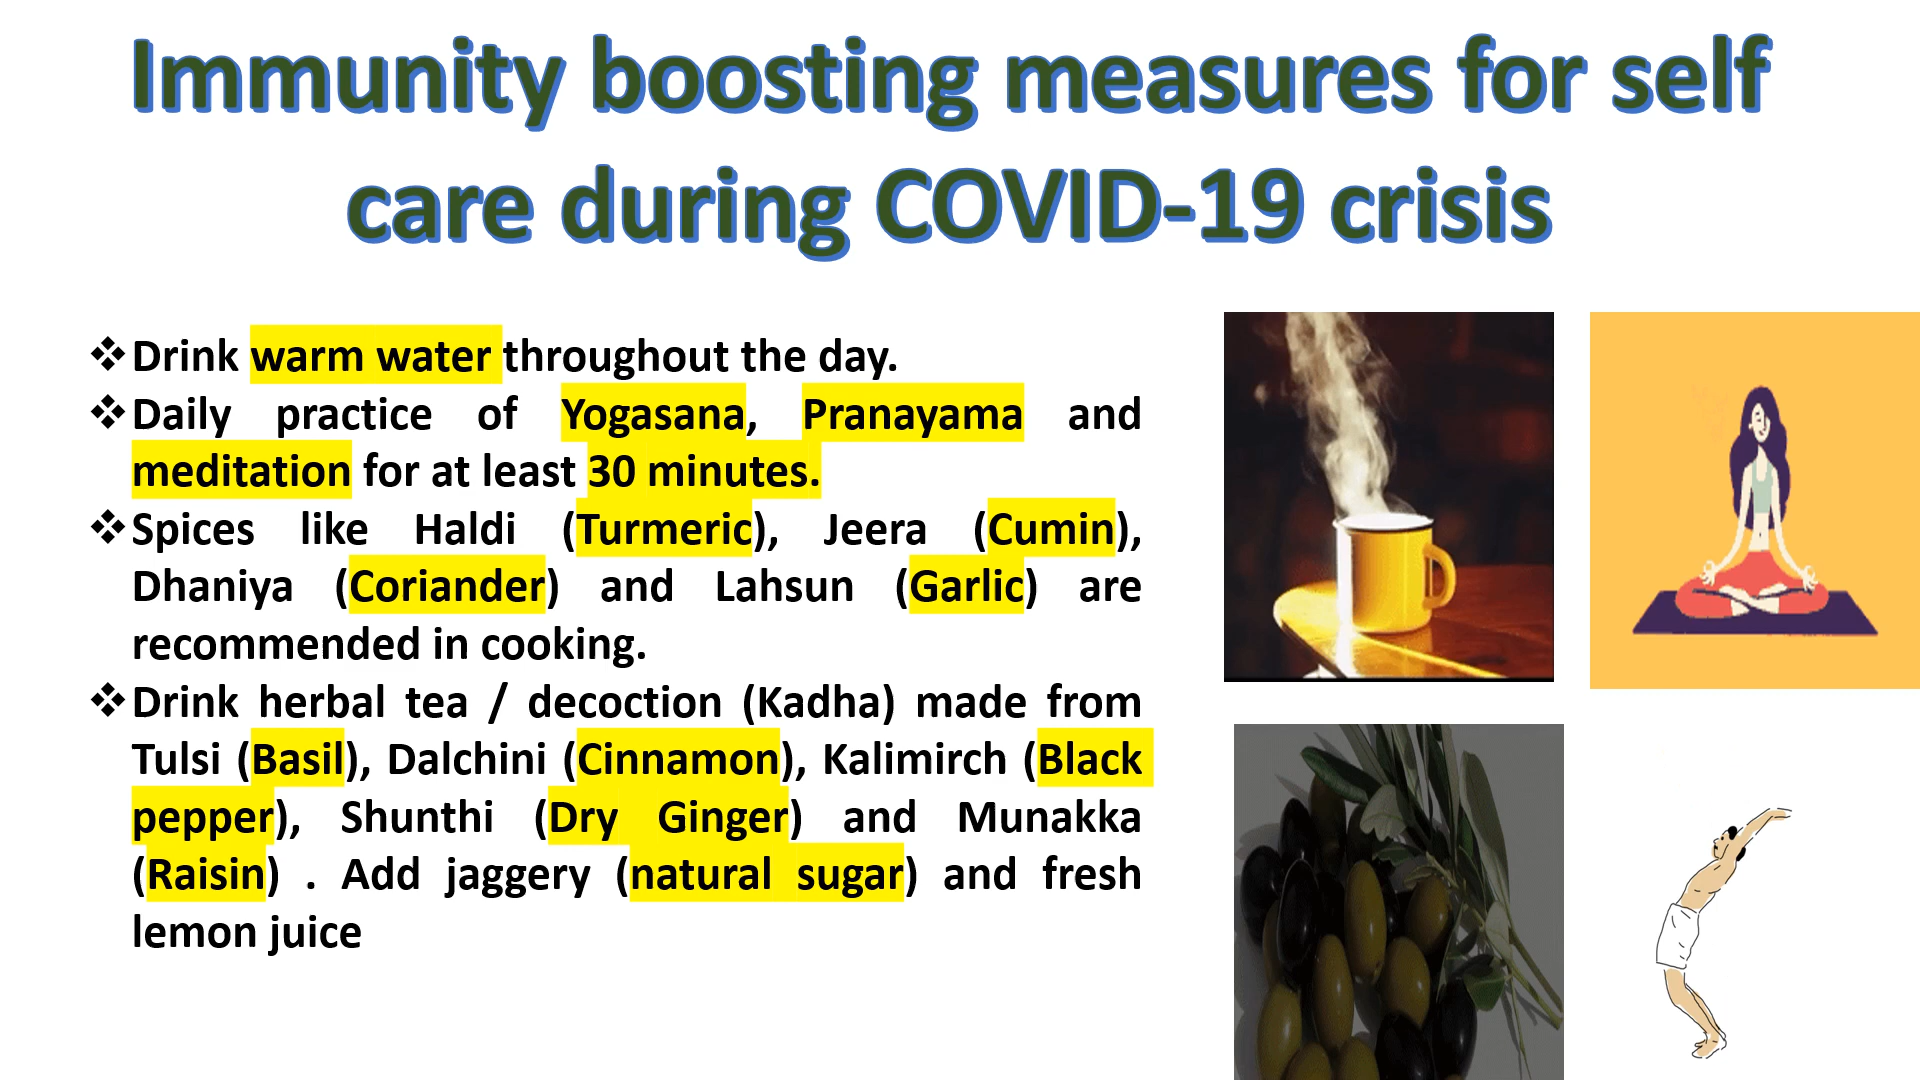 Immunity boosting measures for self
care during COVID-19 crisis
❖Drink warm water throughout the day.
❖Daily practice of Yogasana, Pranayama and
meditation for at least 30 minutes.
❖Spices like Haldi (Turmeric), Jeera (Cumin),
Dhaniya (Coriander) and Lahsun (Garlic) are
recommended in cooking.
❖Drink herbal tea / decoction (Kadha) made from
Tulsi (Basil), Dalchini (Cinnamon), Kalimirch (Black
pepper), Shunthi (Dry Ginger) and Munakka
(Raisin) . Add jaggery (natural sugar) and fresh
lemon juice